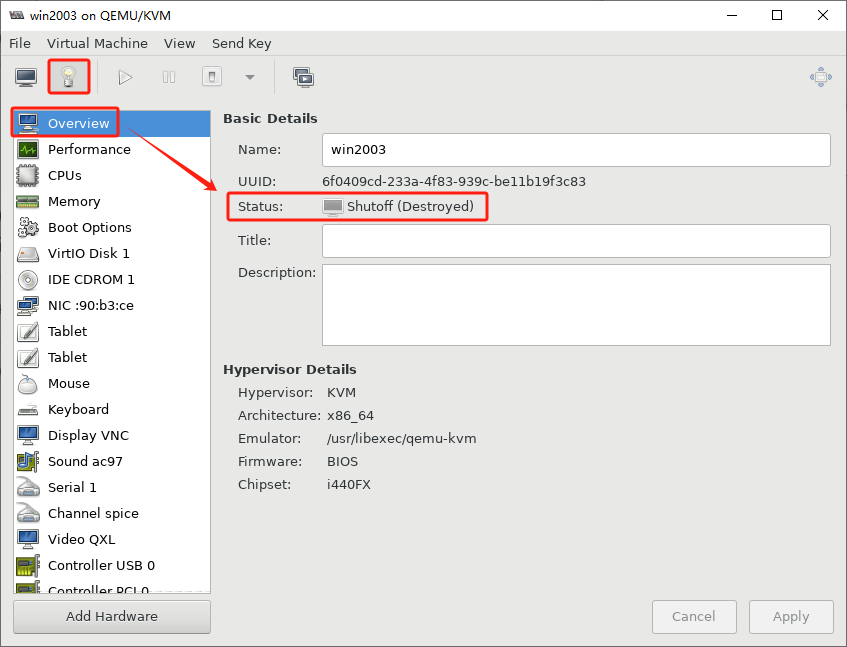 win2003 on QEMU/KVM
File Virtual Machine View Send Key
Overview
Performance
CPUs
Memory
Boot Options
VirtIO Disk 1
IDE CDROM 1
NIC :90:b3:ce
Tablet
Tablet
Mouse
Keyboard
Display VNC
Sound ac97
Serial 1
Channel spice
Video QXL
Controller USB 0
Controller PCI 0
Add Hardware
Basic Details
Name: win2003
UUID: 6f0409cd-233a-4f83-939c-be11b19f3c83
Status: Shutoff (Destroyed)
Title:
Description:
Hypervisor Details
Hypervisor: KVM
Architecture: x86_64
Emulator: /usr/libexec/qemu-kvm
Firmware: BIOS
Chipset: i440FX
Cancel Apply